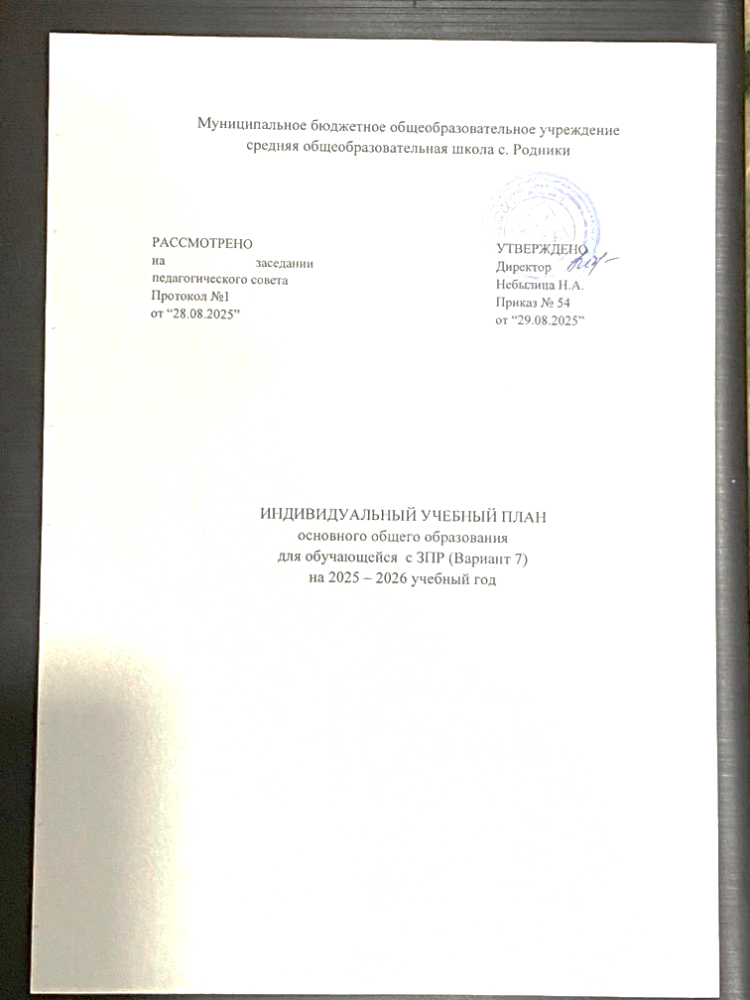 Муниципальное бюджетное общеобразовательное учреждение
средняя общеобразовательная школа с. Родники
РАССМОТРЕНО
на заседании
педагогического совета
Протокол №1
от “28.08.2025”
УТВЕРЖДЕНО
Директор
Небылица Н.А.
Приказ № 54
от “29.08.2025”
ИНДИВИДУАЛЬНЫЙ УЧЕБНЫЙ ПЛАН
основного общего образования
для обучающейся с ЗПР (Вариант 7)
на 2025 – 2026 учебный год